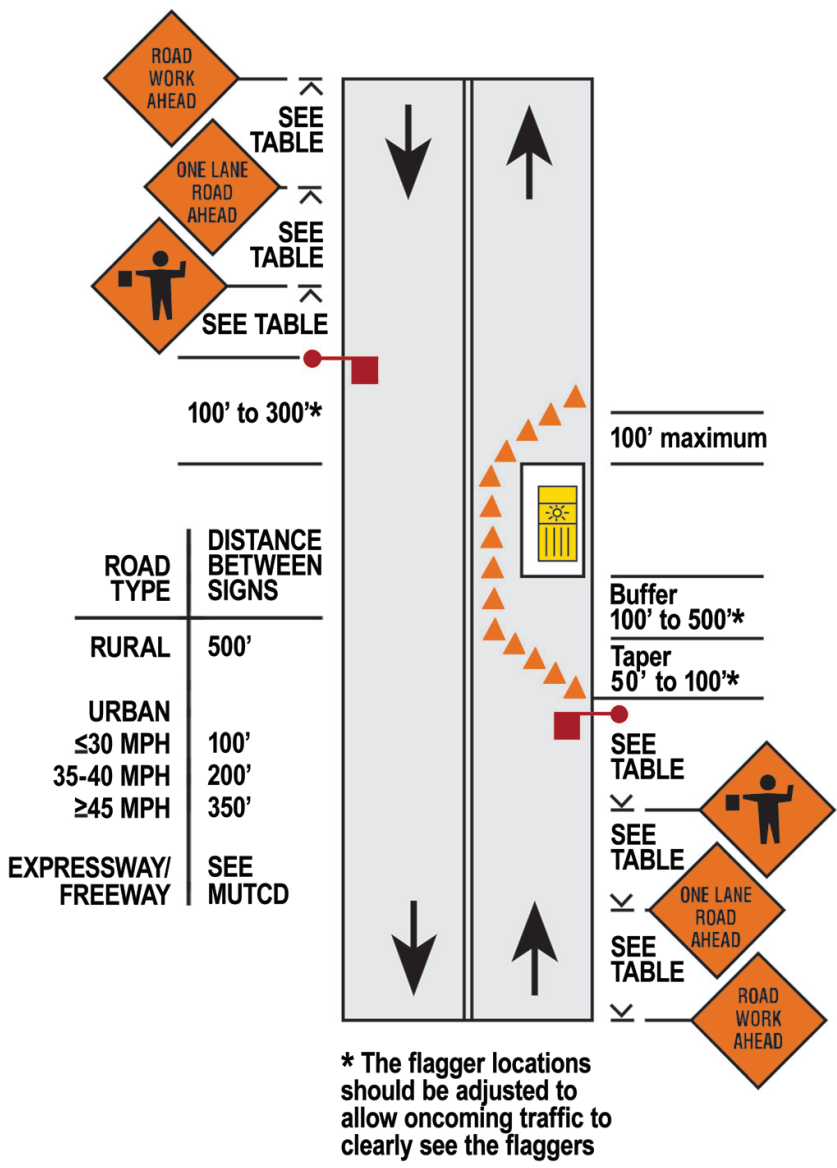 ROAD
WORK
AHEAD
SEE
TABLE
ONE LANE
ROAD
AHEAD
SEE
TABLE
SEE TABLE
100’ to 300’*
100’ maximum
ROAD
TYPE
DISTANCE
BETWEEN
SIGNS
RURAL 500’
URBAN
≤30 MPH 100’
35-40 MPH 200’
≥45 MPH 350’
EXPRESSWAY/
FREEWAY
SEE
MUTCD
Buffer
100’ to 500’*
Taper
50’ to 100’*
SEE
TABLE
SEE
TABLE
ONE LANE
ROAD
AHEAD
SEE
TABLE
ROAD
WORK
AHEAD
* The flagger locations
should be adjusted to
allow oncoming traffic to
clearly see the flaggers